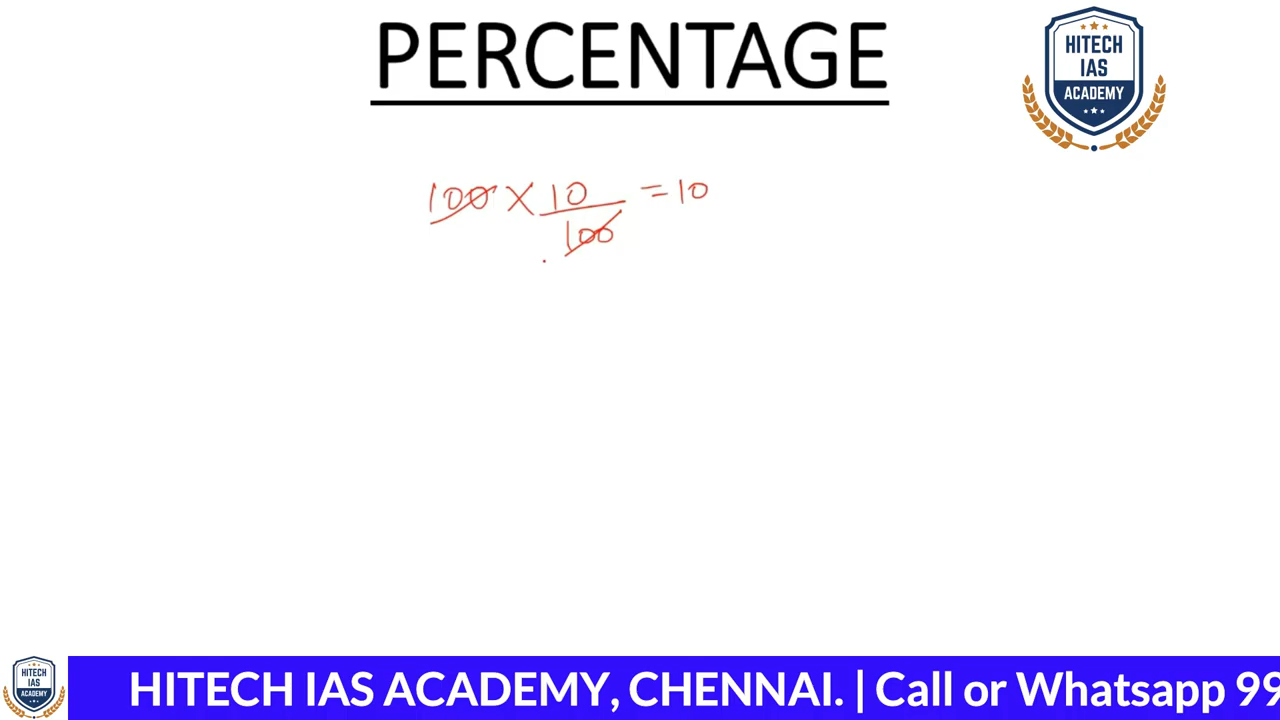 PERCENTAGE
HITECH
IAS
ACADEMY
100 × 10 = 10
100
HITECH
IAS
ACADEMY
HITECH IAS ACADEMY, CHENNAI. | Call or Whatsapp 99